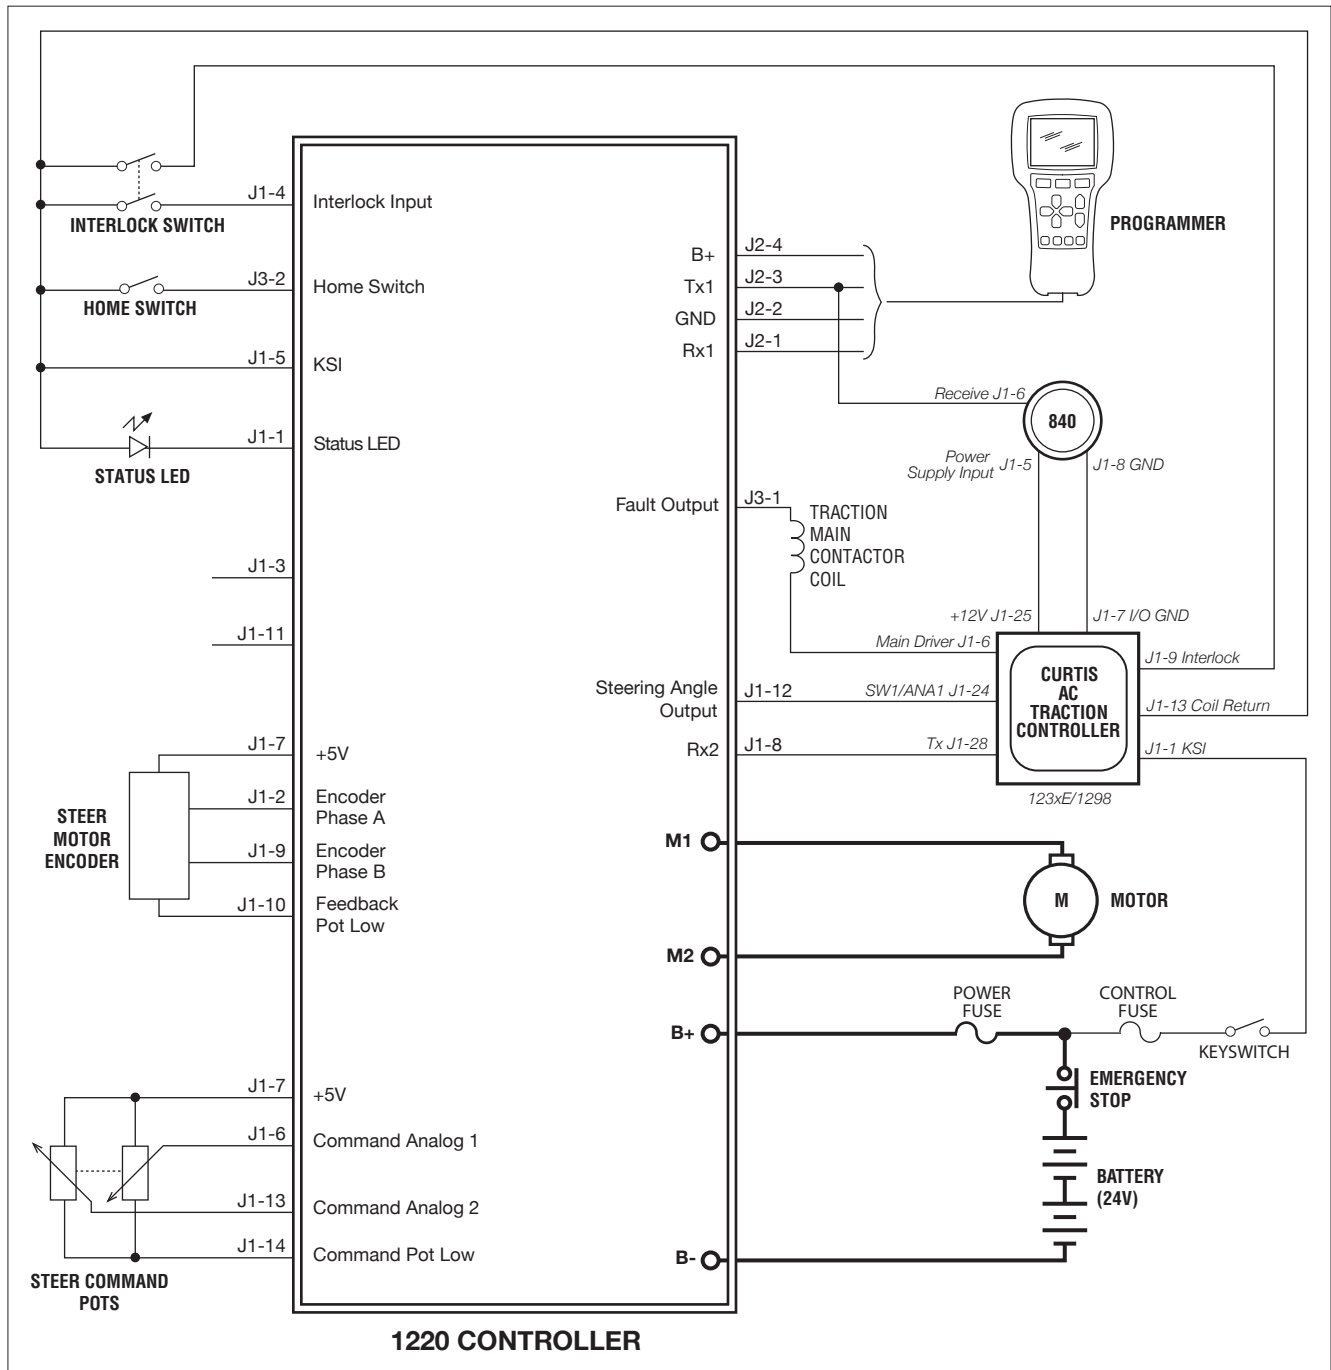 J1-4
Interlock Input
INTERLOCK SWITCH
J3-2
Home Switch
HOME SWITCH
J1-5
KSI
J1-1
Status LED
STATUS LED
J1-3
J1-11
J1-7
+5V
J1-2
Encoder
Phase A
J1-9
Encoder
Phase B
J1-10
Feedback
Pot Low
STEER
MOTOR
ENCODER
J1-7
+5V
J1-6
Command Analog 1
J1-13
Command Analog 2
J1-14
Command Pot Low
STEER COMMAND
POTS
B+
J2-4
Tx1
J2-3
GND
J2-2
Rx1
J2-1
PROGRAMMER
Receive J1-6
840
Power
Supply Input
J1-5
J1-8 GND
Fault Output
J3-1
TRACTION
MAIN
CONTACTOR
COIL
+12V J1-25
J1-7 I/O GND
Main Driver J1-6
J1-9 Interlock
CURTIS
AC
TRACTION
CONTROLLER
Steering Angle
Output
J1-12
SW1/ANA1 J1-24
J1-13 Coil Return
Rx2
J1-8
Tx J1-28
J1-1 KSI
123xE/1298
M1
M
MOTOR
M2
POWER
FUSE
CONTROL
FUSE
B+
KEYSWITCH
EMERGENCY
STOP
BATTERY
(24V)
B-
1220 CONTROLLER